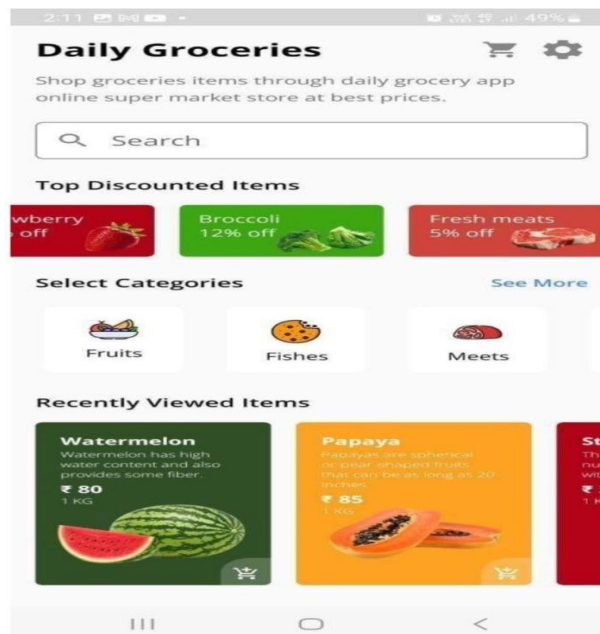 2:11
49%
Daily Groceries
Shop groceries items through daily grocery app
online super market store at best prices.
Search
Top Discounted Items
wberry
off
Broccoli
12% off
Fresh meats
5% off
Select Categories
See More
Fruits
Fishes
Meets
Recently Viewed Items
Watermelon
Watermelon has high
water content and also
provides some fiber.
₹ 80
1 KG
Papaya
Papayas are spherical
or pear-shaped fruits
that can be as long as 20
inches.
₹ 85
1 KG
St
Th
nu
wit
₹
1 K